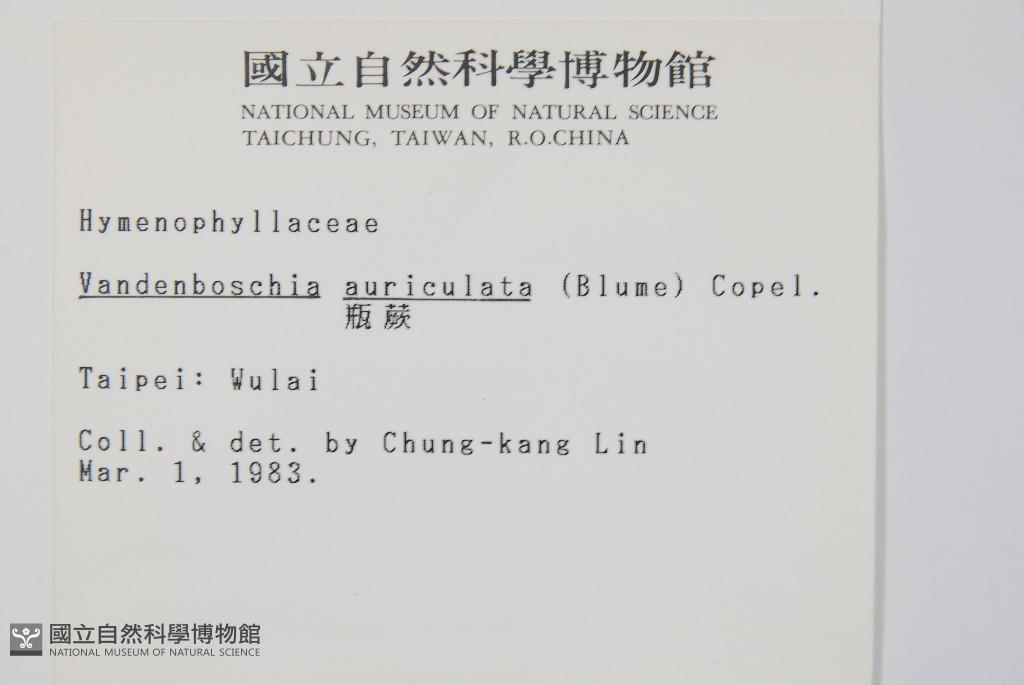 國立自然科學博物館
NATIONAL MUSEUM OF NATURAL SCIENCE
TAICHUNG, TAIWAN, R.O.CHINA
Hymenophyllaceae
Vandenboschia auriculata (Blume) Copel.
瓶蕨
Taipei: Wulai
Coll. & det. by Chung-kang Lin
Mar. 1, 1983.
國立自然科學博物館
NATIONAL MUSEUM OF NATURAL SCIENCE